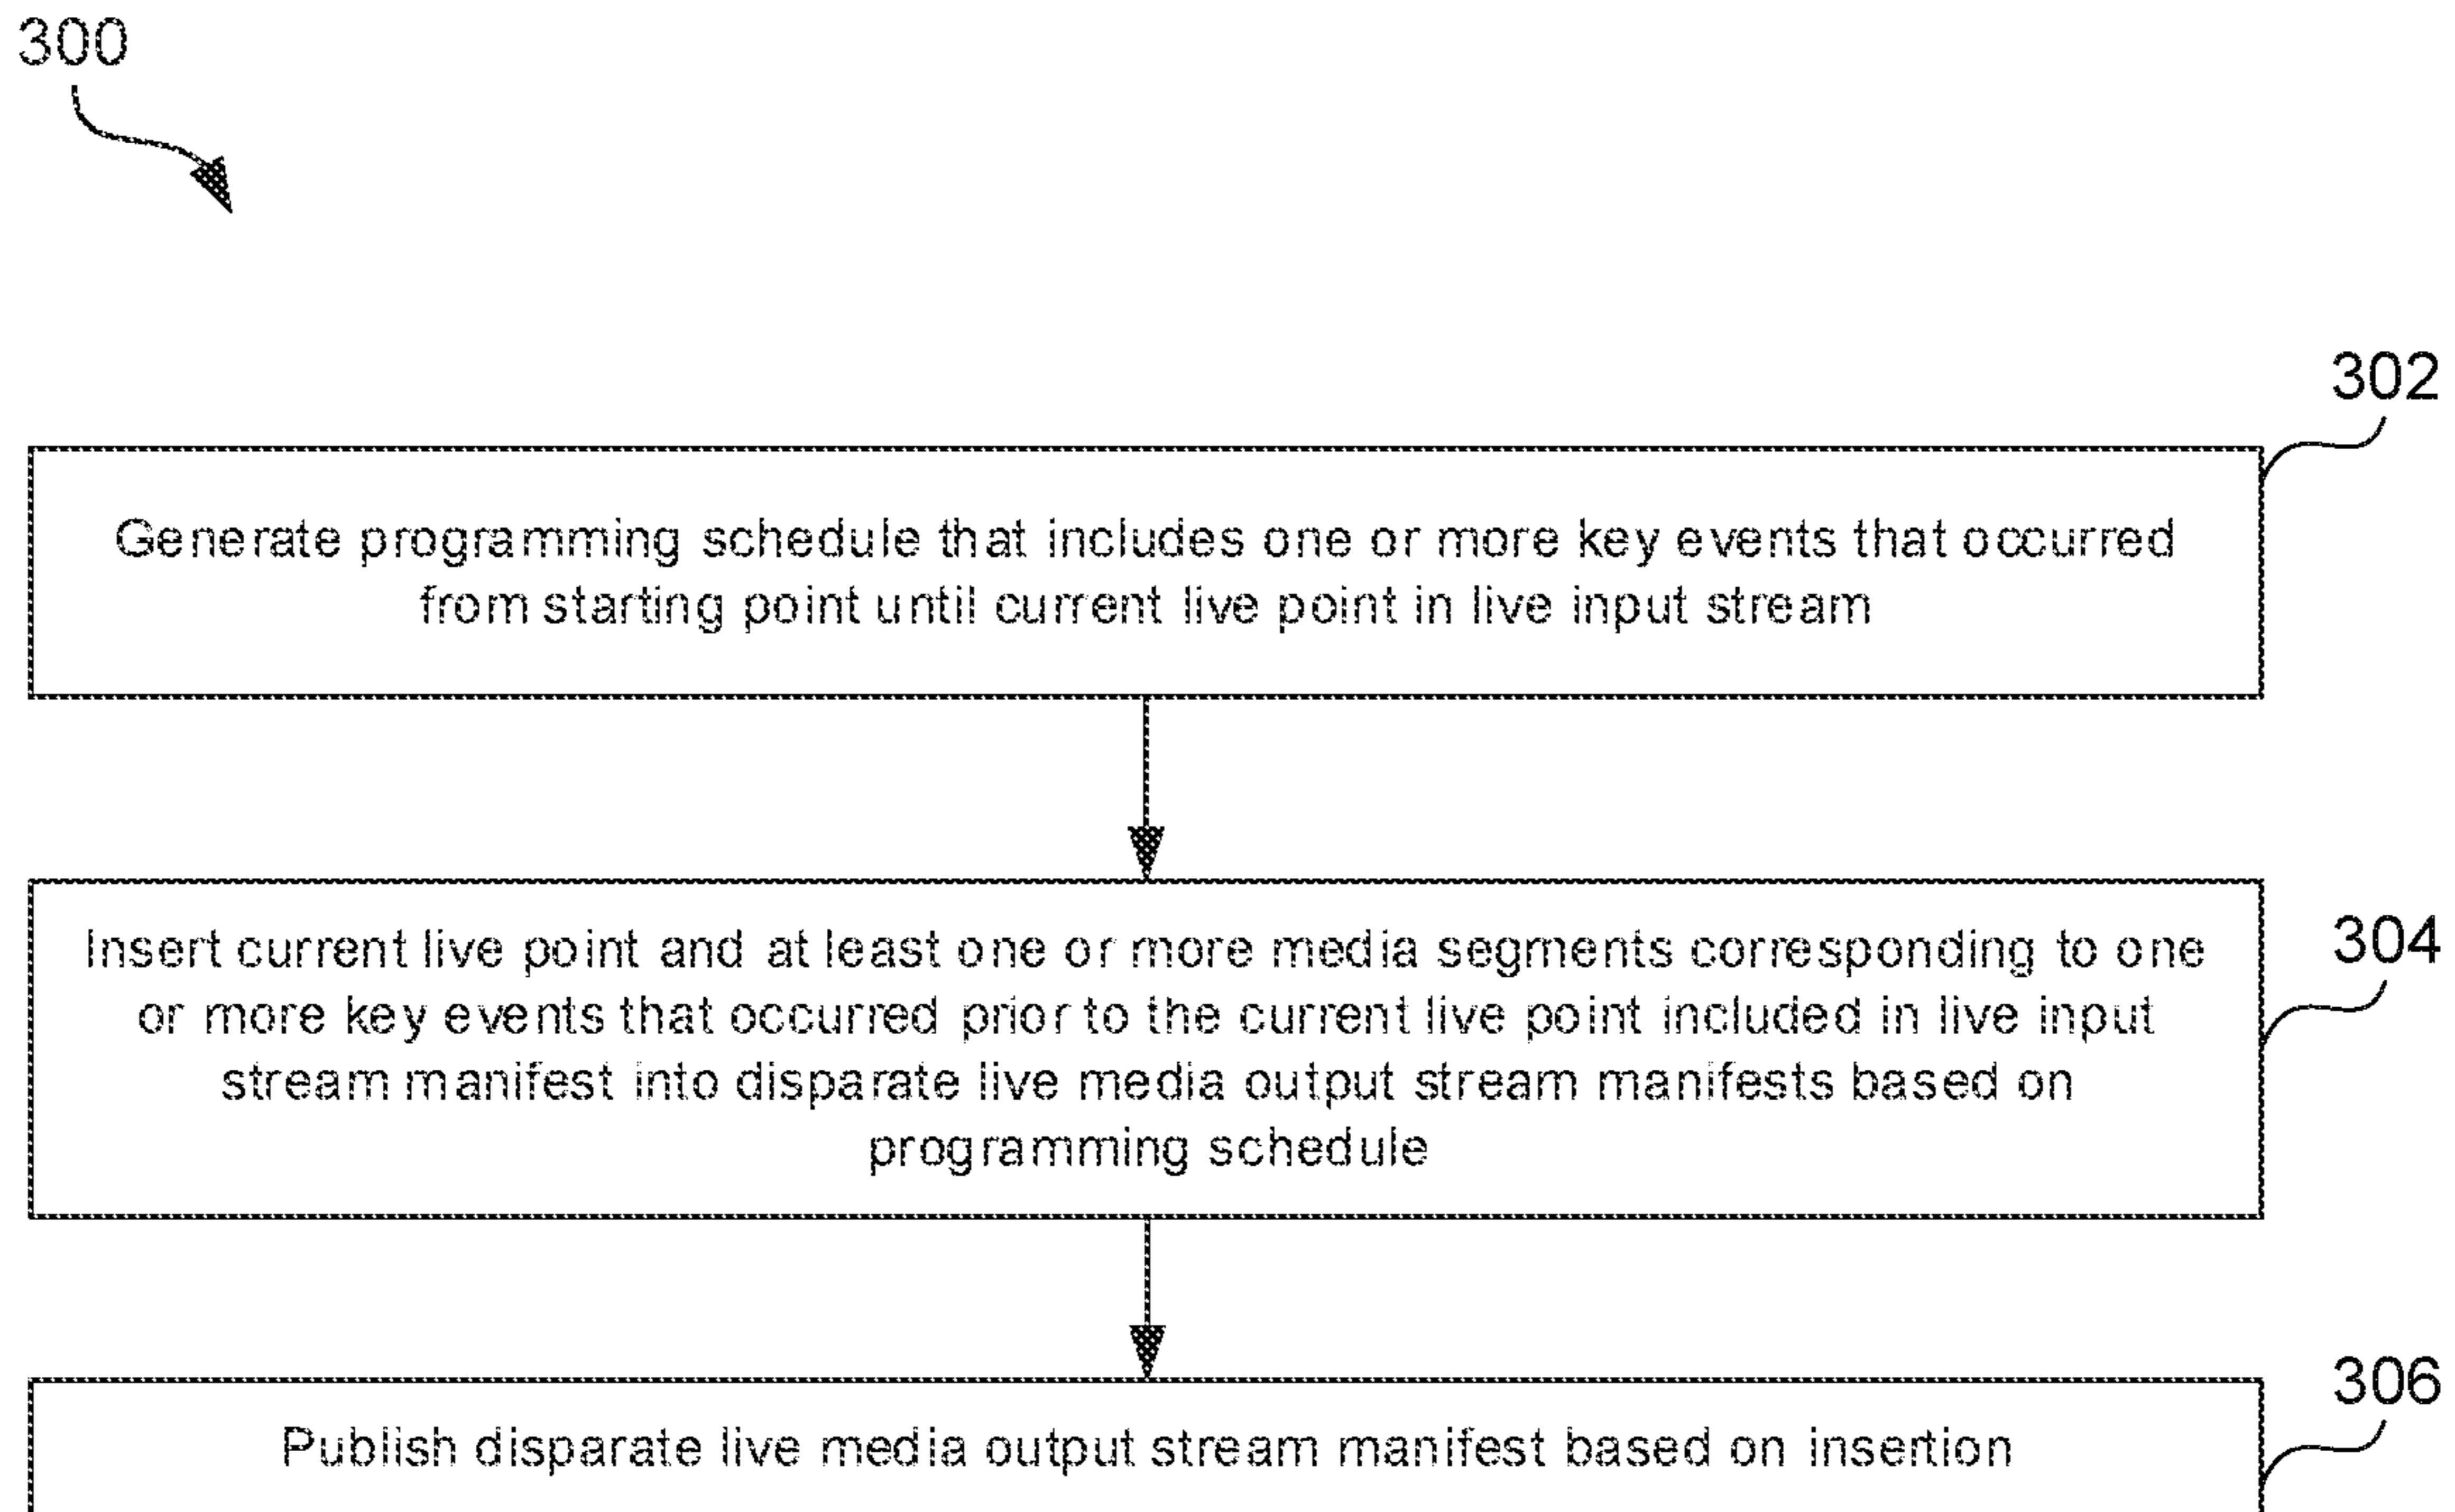 300
302
Generate programming schedule that includes one or more key events that occurred
from starting point until current live point in live input stream
304
Insert current live point and at least one or more media segments corresponding to one
or more key events that occurred prior to the current live point included in live input
stream manifest into disparate live media output stream manifests based on
programming schedule
306
Publish disparate live media output stream manifest based on insertion